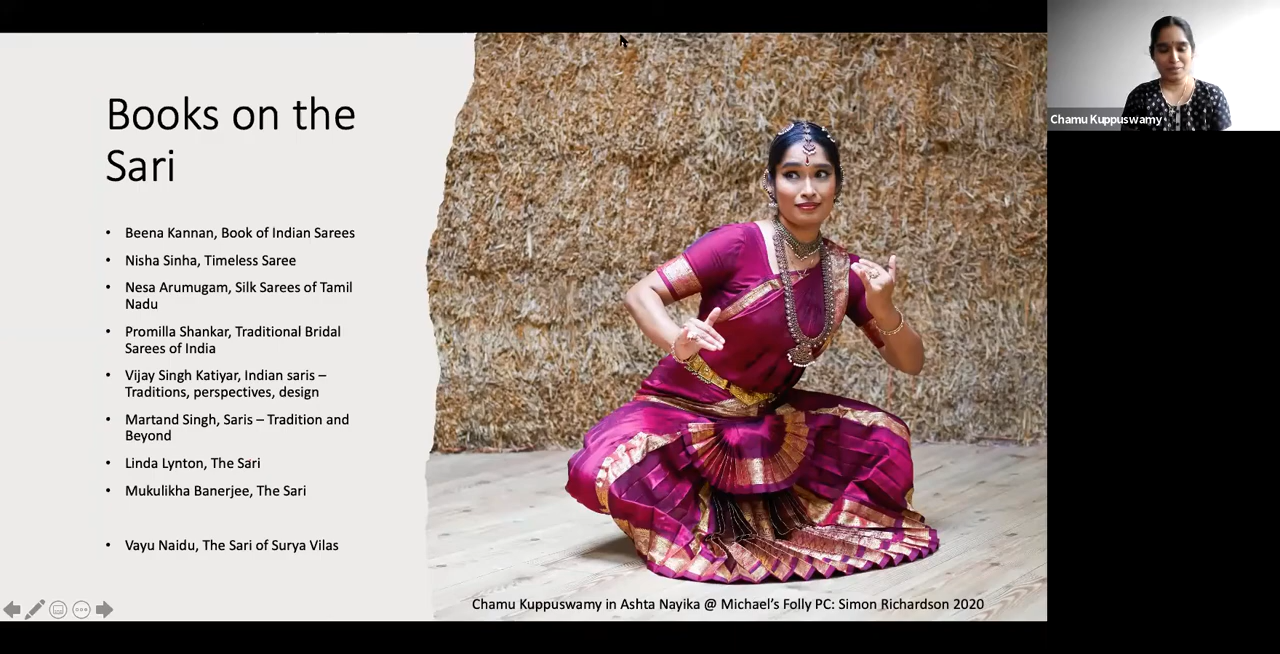 Books on the
Sari
• Beena Kannan, Book of Indian Sarees
• Nisha Sinha, Timeless Saree
• Nesa Arumugam, Silk Sarees of Tamil
Nadu
• Promilla Shankar, Traditional Bridal
Sarees of India
• Vijay Singh Katiyar, Indian saris –
Traditions, perspectives, design
• Martand Singh, Saris – Tradition and
Beyond
• Linda Lynton, The Sari
• Mukulikha Banerjee, The Sari
• Vayu Naidu, The Sari of Surya Vilas
Chamu Kuppuswamy in Ashta Nayika @ Michael's Folly PC: Simon Richardson 2020
Chamu Kuppuswamy